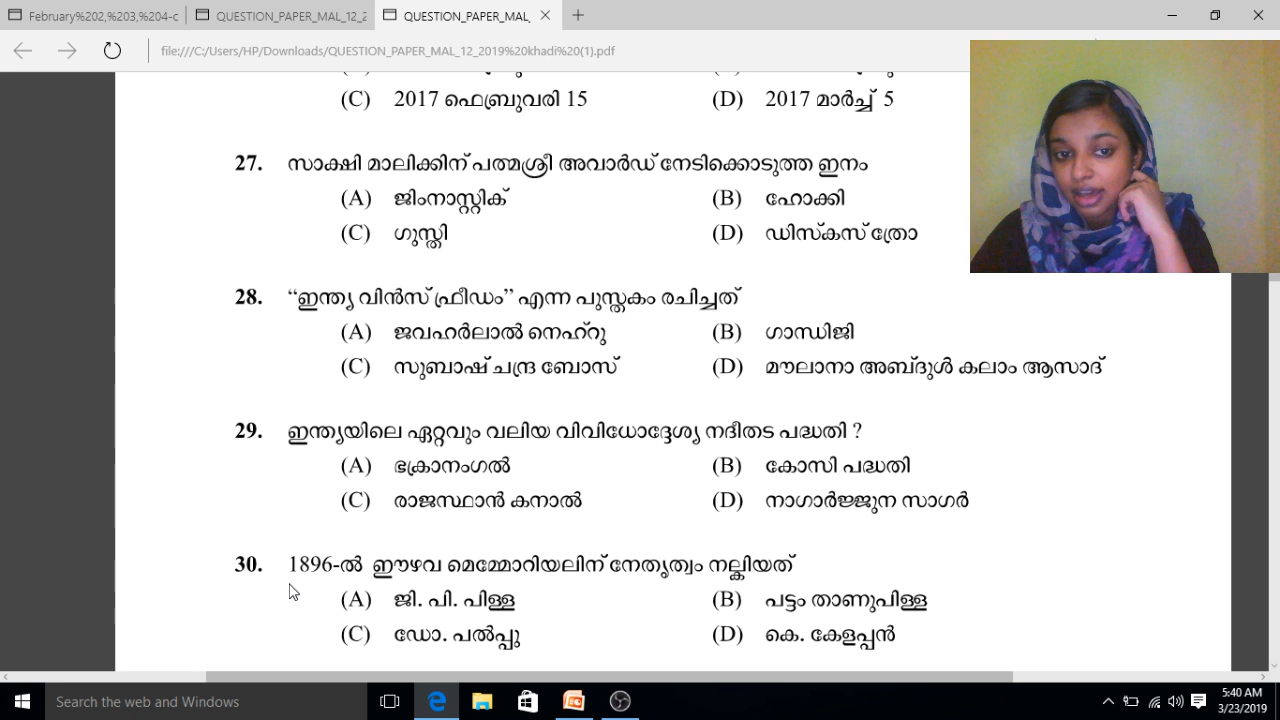 February%202,%203,%204-c
QUESTION_PAPER_MAL_12_2
QUESTION_PAPER_MAL_
file:///C:/Users/HP/Downloads/QUESTION_PAPER_MAL_12_2019%20khadi%20(1).pdf
(C) 2017 ഫെബ്രുവരി 15 (D) 2017 മാർച്ച് 5
27. സാക്ഷി മാലിക്കിന് പത്മശ്രീ അവാർഡ് നേടിക്കൊടുത്ത ഇനം
(A) ജിംനാസ്റ്റിക് (B) ഹോക്കി
(C) ഗുസ്തി (D) ഡിസ്കസ് ത്രോ
28. “ഇന്ത്യ വിൻസ് ഫ്രീഡം” എന്ന പുസ്തകം രചിച്ചത്
(A) ജവഹർലാൽ നെഹ്റു (B) ഗാന്ധിജി
(C) സുബാഷ് ചന്ദ്ര ബോസ് (D) മൗലാനാ അബ്ദുൾ കലാം ആസാദ്
29. ഇന്ത്യയിലെ ഏറ്റവും വലിയ വിവിധോദ്ദേശ്യ നദീതട പദ്ധതി ?
(A) ഭക്രാനംഗൽ (B) കോസി പദ്ധതി
(C) രാജസ്ഥാൻ കനാൽ (D) നാഗാർജ്ജുന സാഗർ
30. 1896-ൽ ഈഴവ മെമ്മോറിയലിന് നേതൃത്വം നല്കിയത്
(A) ജി. പി. പിള്ള (B) പട്ടം താണുപിള്ള
(C) ഡോ. പൽപ്പു (D) കെ. കേളപ്പൻ
Search the web and Windows
5:40 AM
3/23/2019